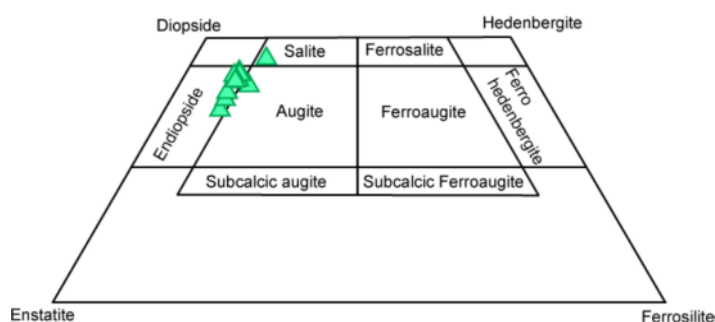 Diopside
Hedenbergite
Salite
Ferrosalite
Endiopside
Augite
Ferroaugite
Ferro
hedenbergite
Subcalcic augite
Subcalcic Ferroaugite
Enstatite
Ferrosilite